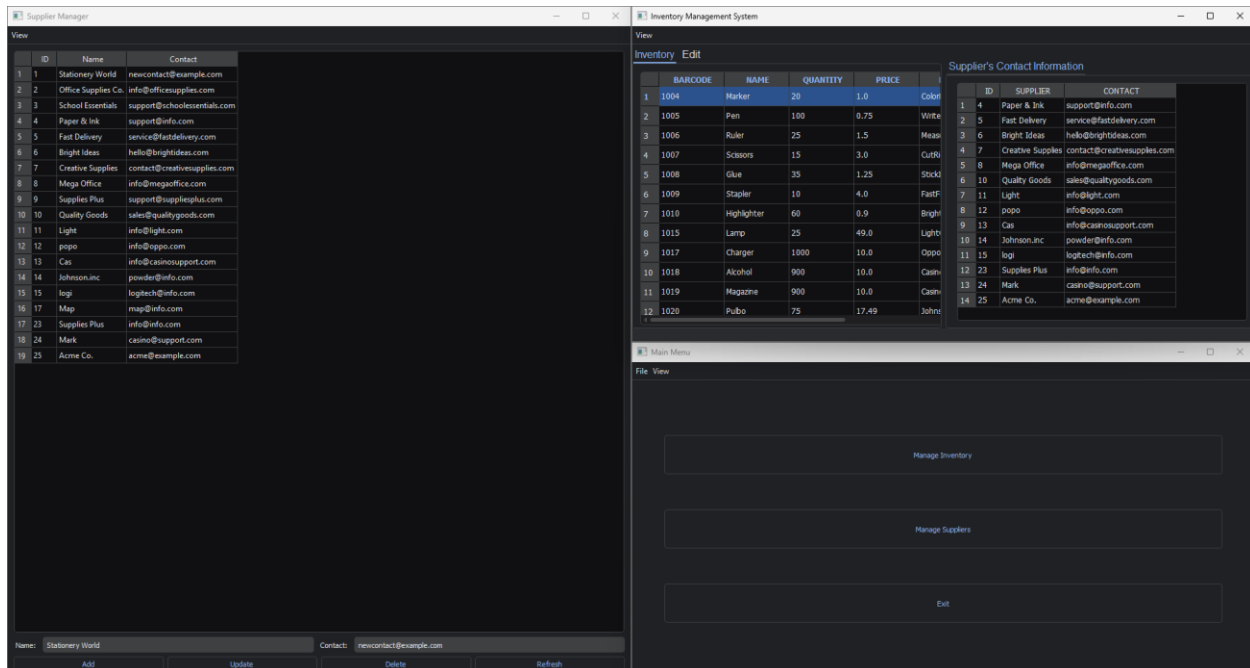 Supplier Manager
View
ID Name Contact
1 1 Stationery World newcontact@example.com
2 2 Office Supplies Co. info@officesupplies.com
3 3 School Essentials support@schoolessentials.com
4 4 Paper & Ink support@info.com
5 5 Fast Delivery service@fastdelivery.com
6 6 Bright Ideas hello@brightideas.com
7 7 Creative Supplies contact@creativesupplies.com
8 8 Mega Office info@megaoffice.com
9 9 Supplies Plus support@suppliesplus.com
10 10 Quality Goods sales@qualitygoods.com
11 11 Light info@light.com
12 12 popo info@oppo.com
13 13 Cas info@casinosupport.com
14 14 Johnson.inc powder@info.com
15 15 logi logitech@info.com
16 17 Map map@info.com
17 23 Supplies Plus info@info.com
18 24 Mark casino@support.com
19 25 Acme Co. acme@example.com
Name: Stationery World Contact: newcontact@example.com
Add Update Delete Refresh
Inventory Management System
View
Inventory Edit
BARCODE NAME QUANTITY PRICE
1 1004 Marker 20 1.0 Color
2 1005 Pen 100 0.75 Write
3 1006 Ruler 25 1.5 Meas
4 1007 Scissors 15 3.0 CutRi
5 1008 Glue 35 1.25 Stick
6 1009 Stapler 10 4.0 FastF
7 1010 Highlighter 60 0.9 Bright
8 1015 Lamp 25 49.0 Light
9 1017 Charger 1000 10.0 Oppo
10 1018 Alcohol 900 10.0 Casin
11 1019 Magazine 900 10.0 Casin
12 1020 Pulbo 75 17.49 Johns
Supplier's Contact Information
ID SUPPLIER CONTACT
1 4 Paper & Ink support@info.com
2 5 Fast Delivery service@fastdelivery.com
3 6 Bright Ideas hello@brightideas.com
4 7 Creative Supplies contact@creativesupplies.com
5 8 Mega Office info@megaoffice.com
6 10 Quality Goods sales@qualitygoods.com
7 11 Light info@light.com
8 12 popo info@oppo.com
9 13 Cas info@casinosupport.com
10 14 Johnson.inc powder@info.com
11 15 logi logitech@info.com
12 23 Supplies Plus info@info.com
13 24 Mark casino@support.com
14 25 Acme Co. acme@example.com
Main Menu
File View
Manage Inventory
Manage Suppliers
Exit